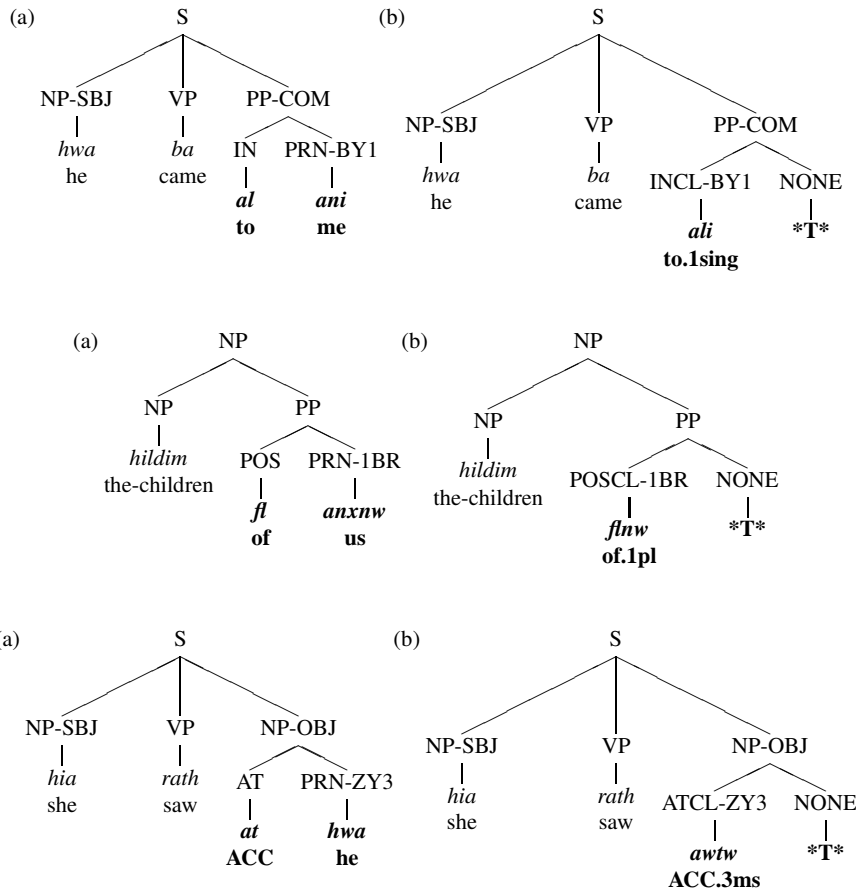 (a) S (b) S
NP-SBJ VP PP-COM
hwa ba IN PRN-BY1
he came al ani
to me
NP-SBJ VP PP-COM
hwa ba INCL-BY1 NONE
he came ali *T*
to.1sing
(a) NP (b) NP
NP PP
hildim POS PRN-1BR
the-children fl anxnw
of us
NP PP
hildim POSCL-1BR NONE
the-children flnw *T*
of.1pl
a) S (b) S
NP-SBJ VP NP-OBJ
hia rath AT PRN-ZY3
she saw at hwa
ACC he
NP-SBJ VP NP-OBJ
hia rath ATCL-ZY3 NONE
she saw awtw *T*
ACC.3ms